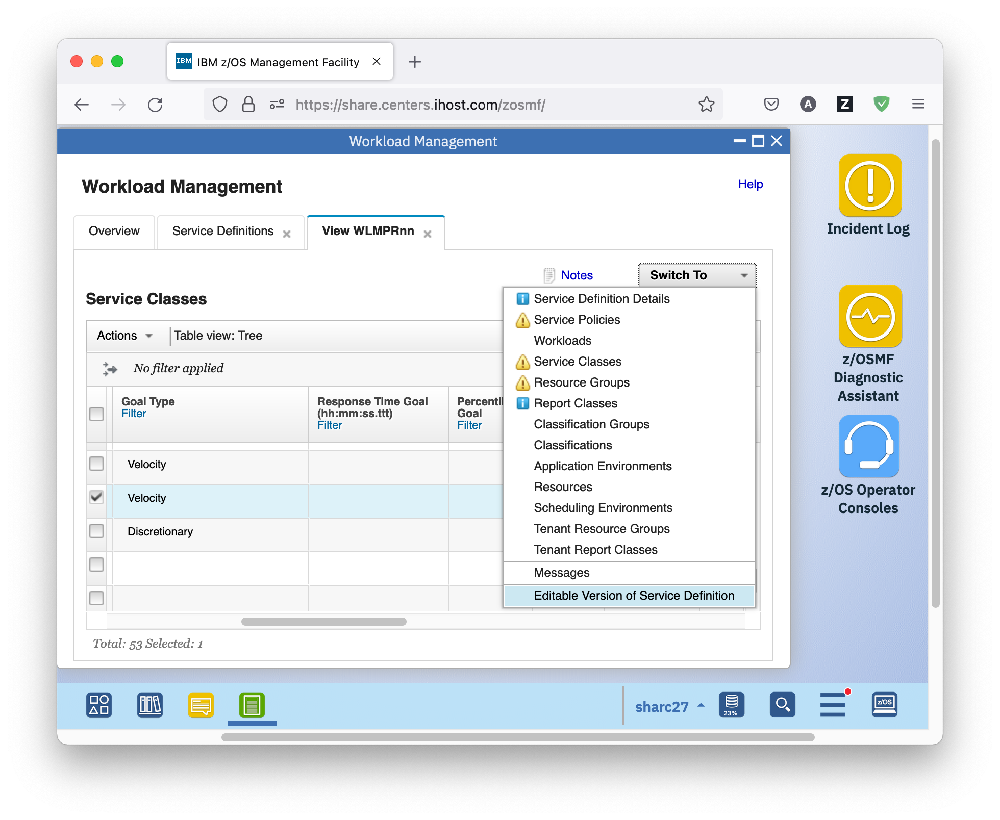 IBM IBM z/OS Management Facility
https://share.centers.ihost.com/zosmf/
A
Z
Workload Management
Workload Management
Help
Overview
Service Definitions
View WLMPRnn
Notes
Switch To
Service Classes
Actions
Table view: Tree
No filter applied
Goal Type
Filter
Response Time Goal
(hh:mm:ss.ttt)
Filter
Percenti
Goal
Filter
Velocity
Velocity
Discretionary
Service Definition Details
Service Policies
Workloads
Service Classes
Resource Groups
Report Classes
Classification Groups
Classifications
Application Environments
Resources
Scheduling Environments
Tenant Resource Groups
Tenant Report Classes
Messages
Editable Version of Service Definition
Total: 53 Selected: 1
Incident Log
z/OSMF
Diagnostic
Assistant
z/OS Operator
Consoles
sharc27
23%
z/OS